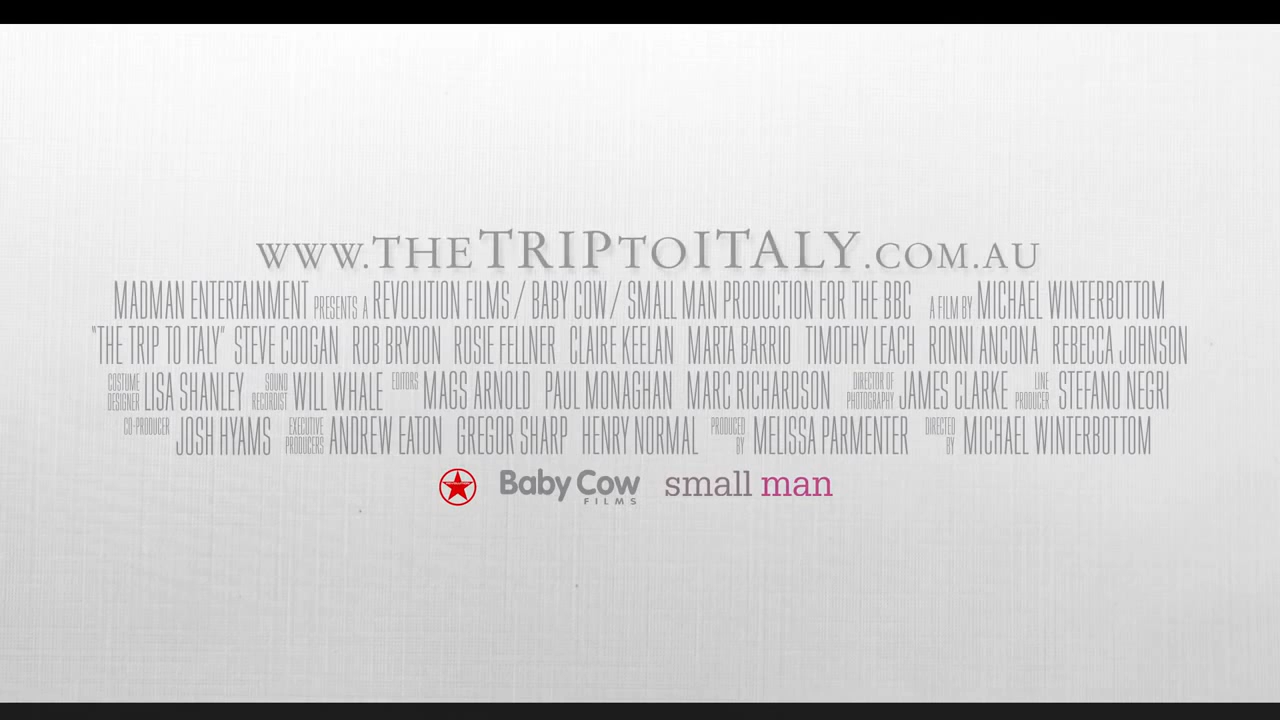 WWW.THETRIPTOITALY.COM.AU
MADMAN ENTERTAINMENT PRESENTS A REVOLUTION FILMS / BABY COW / SMALL MAN PRODUCTION FOR THE BBC A FILM BY MICHAEL WINTERBOTTOM
"THE TRIP TO ITALY" STEVE COOGAN ROB BRYDON ROSIE FELLNER CLAIRE KEELAN MARTA BARRIO TIMOTHY LEACH RONNI ANCONA REBECCA JOHNSON
COSTUME DESIGNER LISA SHANLEY SOUND RECORDIST WILL WHALE EDITORS MAGS ARNOLD PAUL MONAGHAN MARC RICHARDSON DIRECTOR OF PHOTOGRAPHY JAMES CLARKE LINE PRODUCER STEFANO NEGRI
CO-PRODUCER JOSH HYAMS EXECUTIVE PRODUCERS ANDREW EATON GREGOR SHARP HENRY NORMAL PRODUCED BY MELISSA PARMENTER DIRECTED BY MICHAEL WINTERBOTTOM
Baby Cow FILMS small man